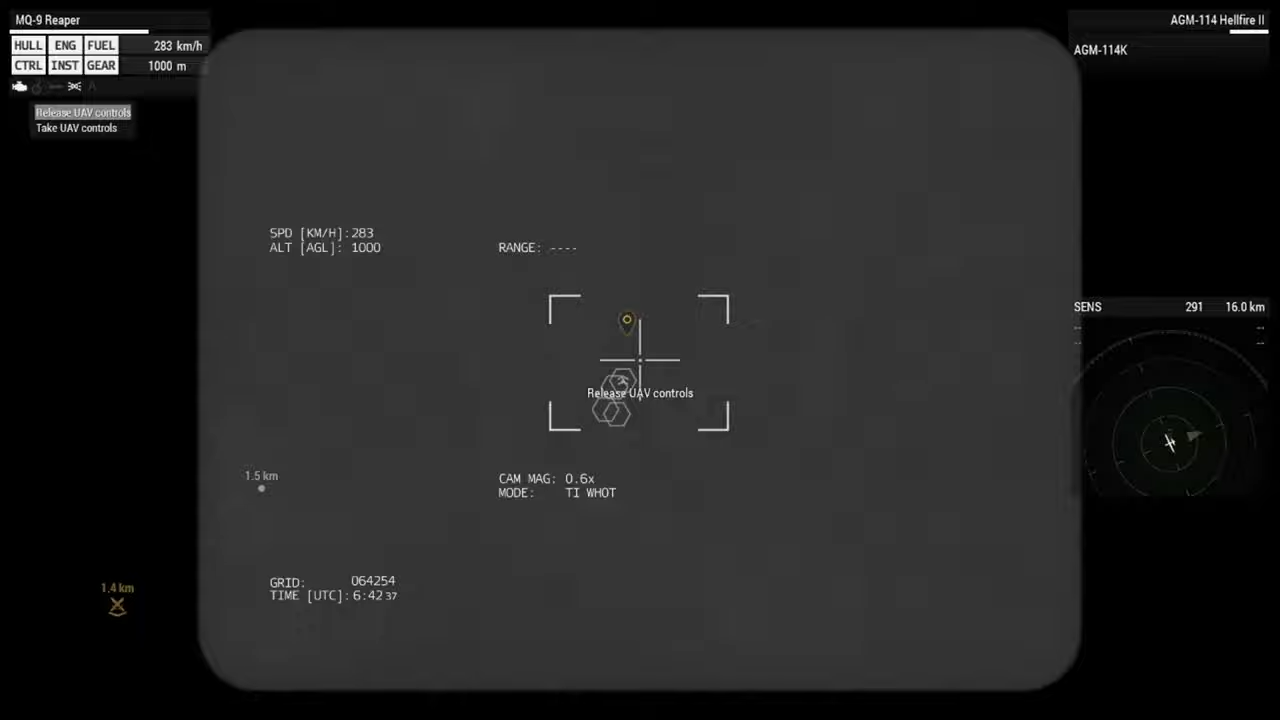 MQ-9 Reaper
HULL ENG FUEL 283 km/h
CTRL INST GEAR 1000 m
Release UAV controls
Take UAV controls
AGM-114 Hellfire II
AGM-114K
SPD [KM/H]: 283
ALT [AGL]: 1000
RANGE: ----
Release UAV controls
SENS 291 16.0 km
1.5 km
CAM MAG: 0.6x
MODE: TI WHOT
1.4 km
GRID: 064254
TIME [UTC]: 6:42 37